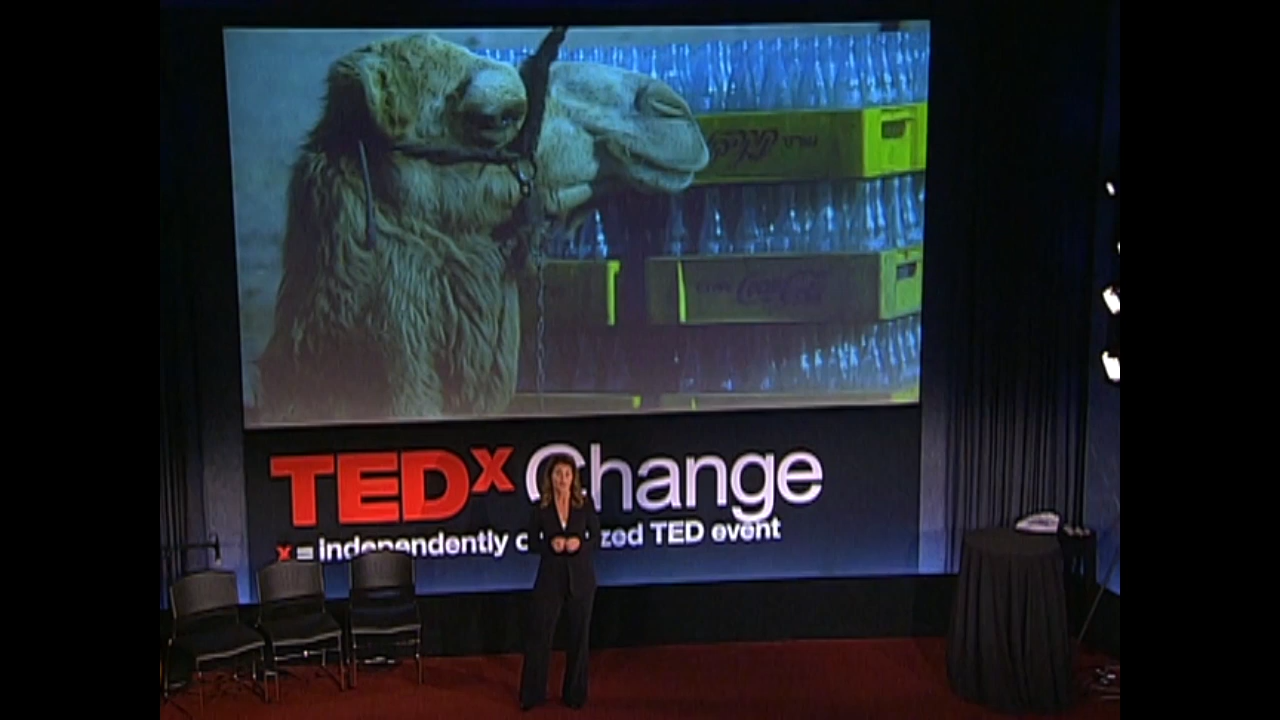 TEDx Change
x = independently o zed TED event